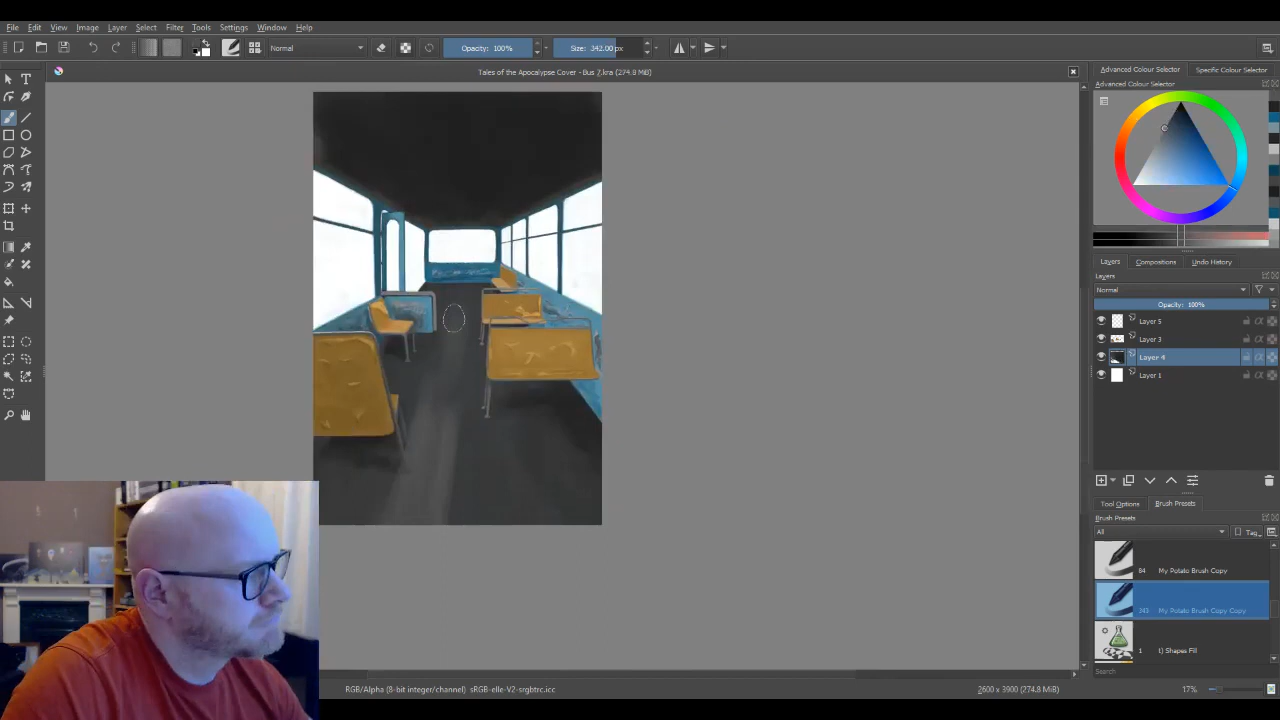 File Edit View Image Layer Select Filter Tools Settings Window Help
Normal Opacity: 100% Size: 342.00 px
Tales of the Apocalypse Cover - Bus 7.kra (274.8 MiB)
Advanced Colour Selector Specific Colour Selector
Advanced Colour Selector
Layers Compositions Undo History
Layers
Normal
Opacity: 100%
Layer 5
Layer 3
Layer 4
Layer 1
Tool Options Brush Presets
Brush Presets
All Tag
84 My Potato Brush Copy
343 My Potato Brush Copy Copy
1 t) Shapes Fill
Search
RGB/Alpha (8-bit integer/channel) sRGB-elle-V2-srgbtrc.icc 2600 x 3900 (274.8 MiB) 17%